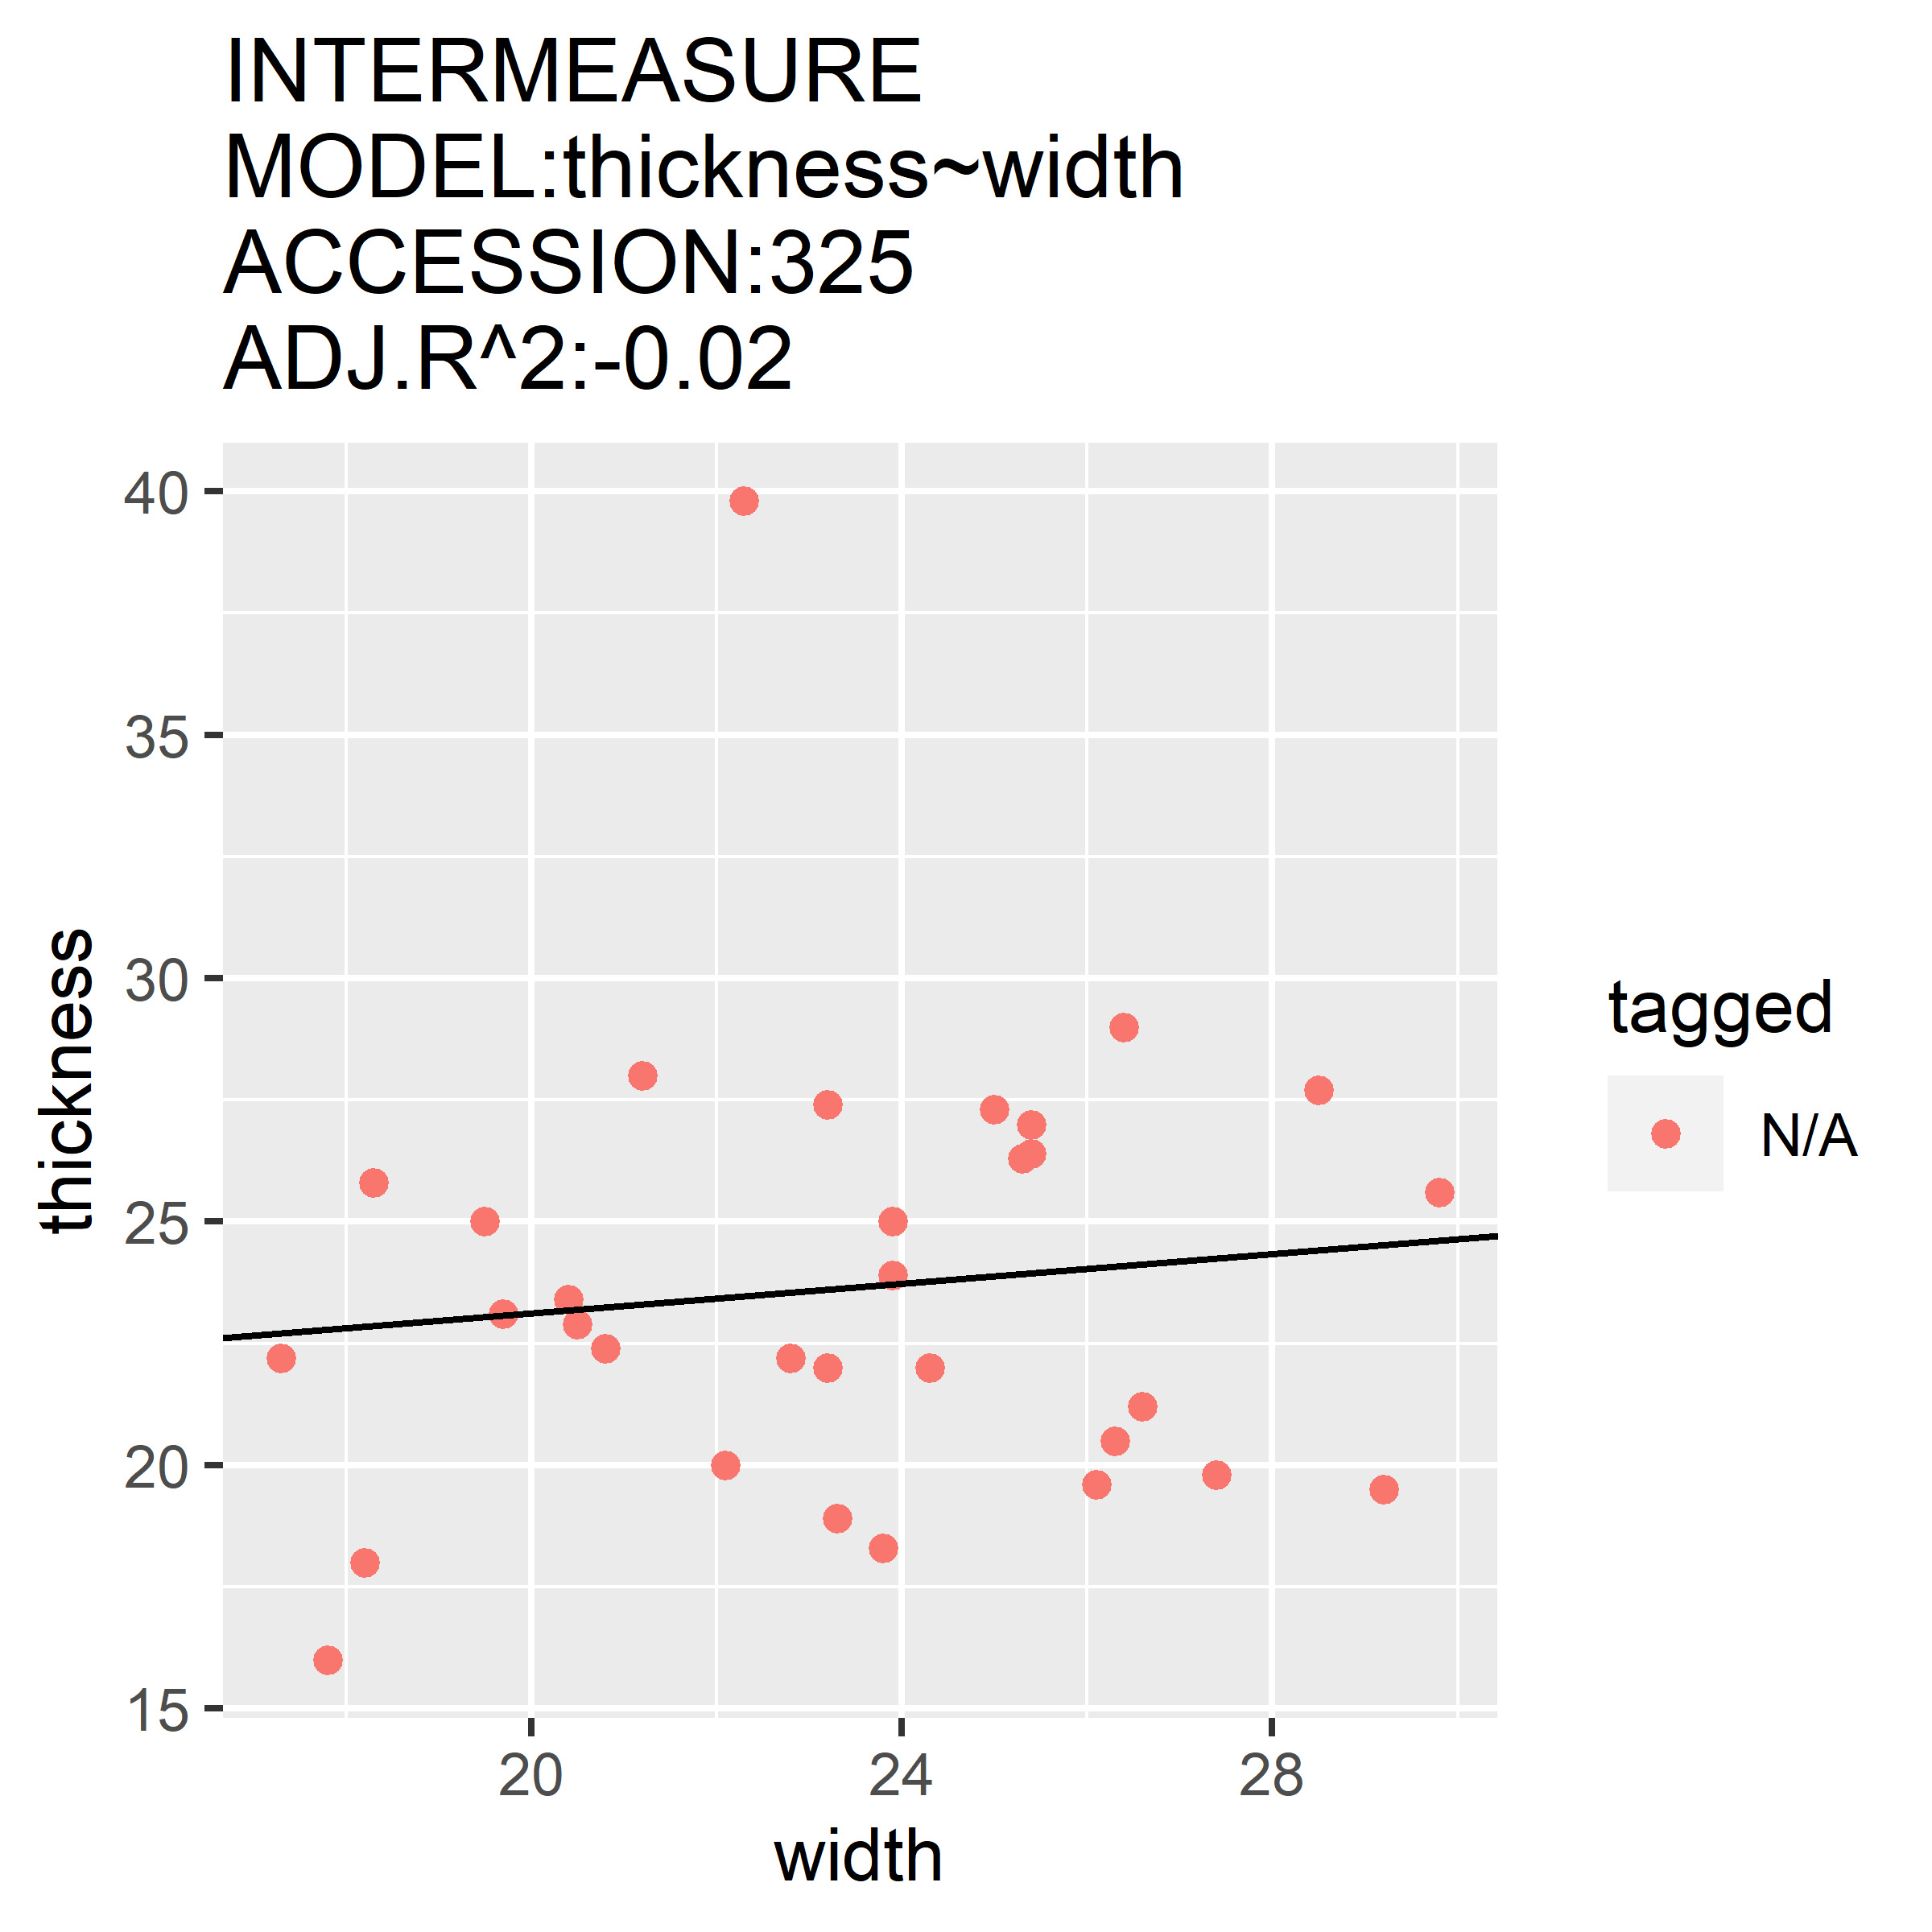 INTERMEASURE
MODEL:thickness~width
ACCESSION:325
ADJ.R^2:-0.02
40
35
30
25
20
15
thickness
20 24 28
width
tagged
N/A